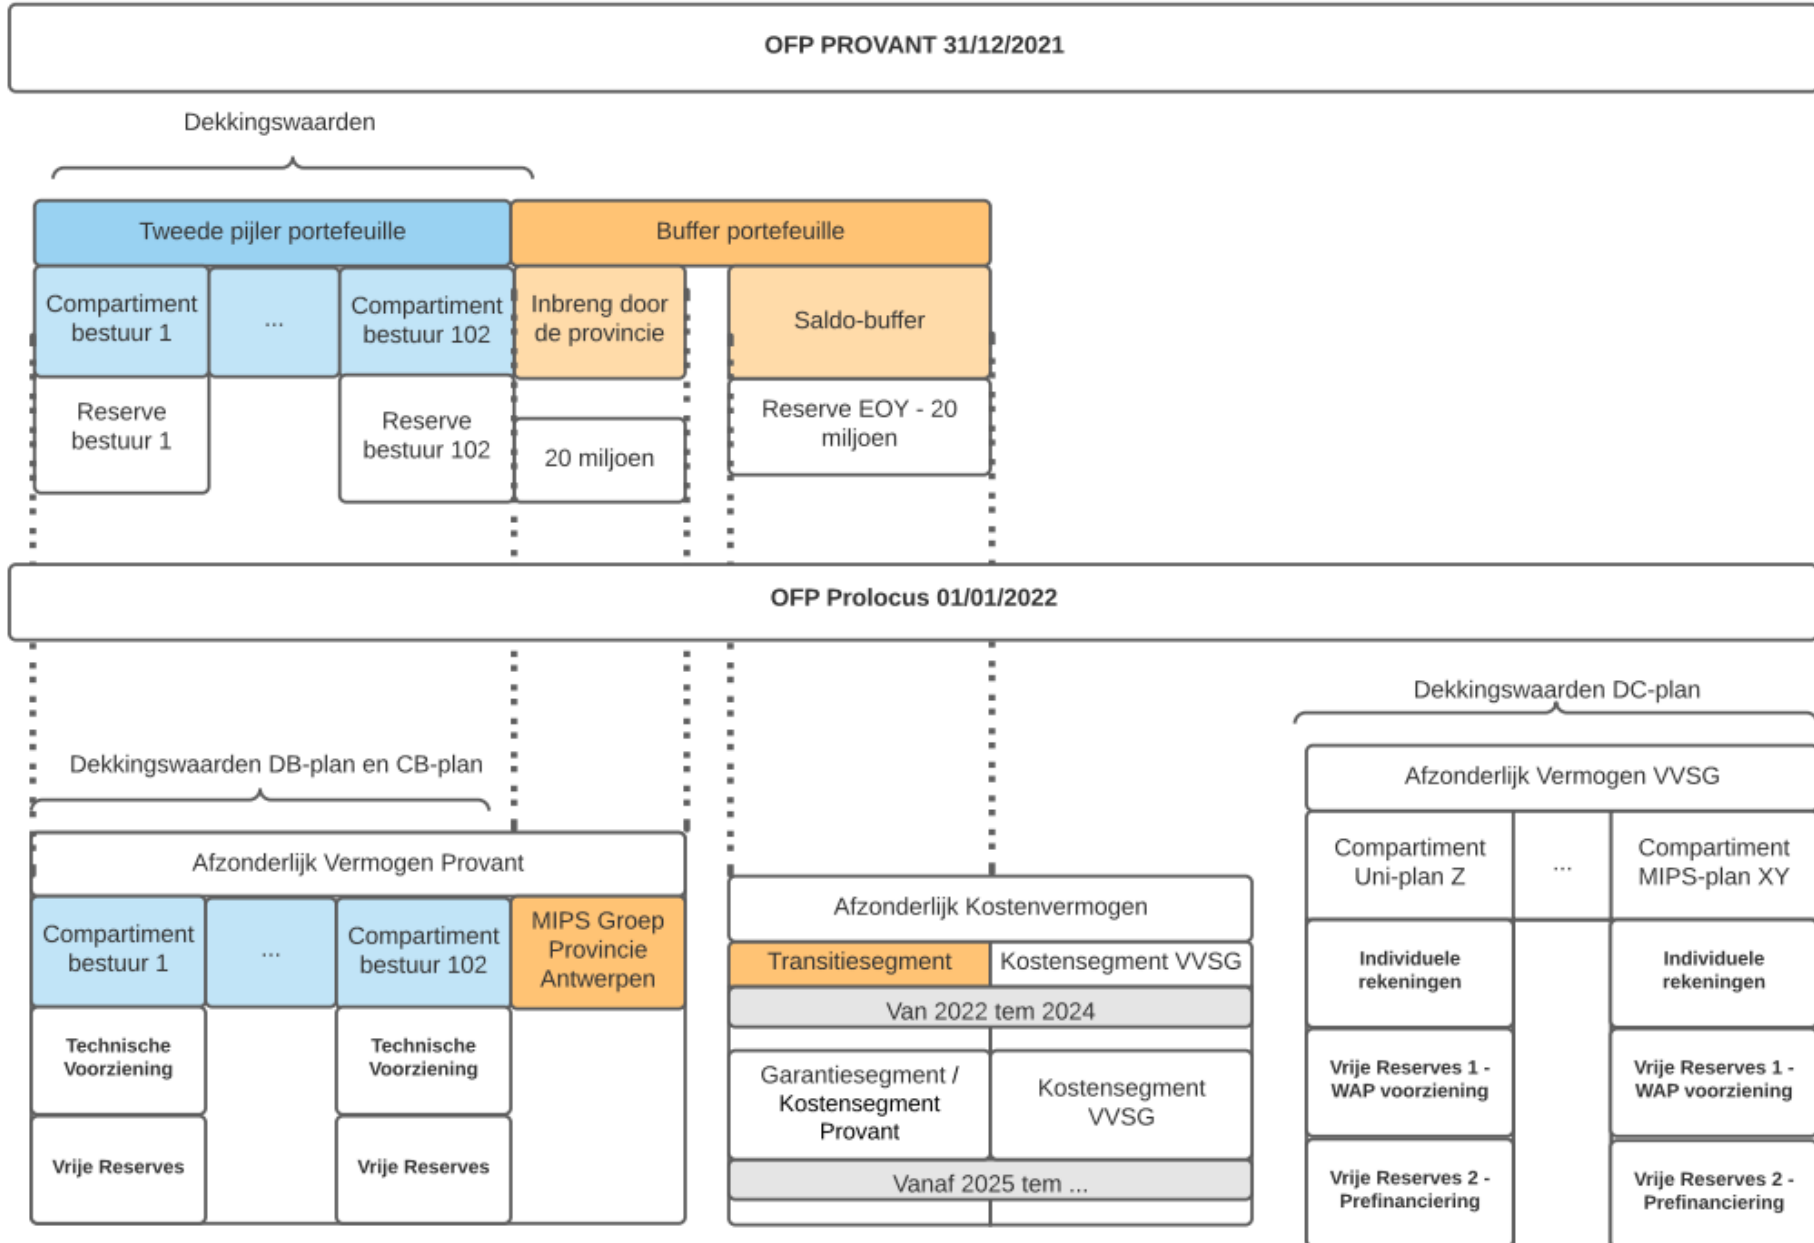 OFP PROVANT 31/12/2021
Dekkingswaarden
Tweede pijler portefeuille
Buffer portefeuille
Compartiment
bestuur 1
...
Compartiment
bestuur 102
Inbreng door
de provincie
Saldo-buffer
Reserve
bestuur 1
Reserve
bestuur 102
20 miljoen
Reserve EOY - 20
miljoen
OFP Prolocus 01/01/2022
Dekkingswaarden DB-plan en CB-plan
Afzonderlijk Vermogen Provant
Compartiment
bestuur 1
...
Compartiment
bestuur 102
MIPS Groep
Provincie
Antwerpen
Technische
Voorziening
Technische
Voorziening
Vrije Reserves
Vrije Reserves
Afzonderlijk Kostenvermogen
Transitiesegment
Kostensegment VVSG
Van 2022 tem 2024
Garantiesegment /
Kostensegment
Provant
Kostensegment
VVSG
Vanaf 2025 tem ...
Dekkingswaarden DC-plan
Afzonderlijk Vermogen VVSG
Compartiment
Uni-plan Z
...
Compartiment
MIPS-plan XY
Individuele
rekeningen
Individuele
rekeningen
Vrije Reserves 1 -
WAP voorziening
Vrije Reserves 1 -
WAP voorziening
Vrije Reserves 2 -
Prefinanciering
Vrije Reserves 2 -
Prefinanciering